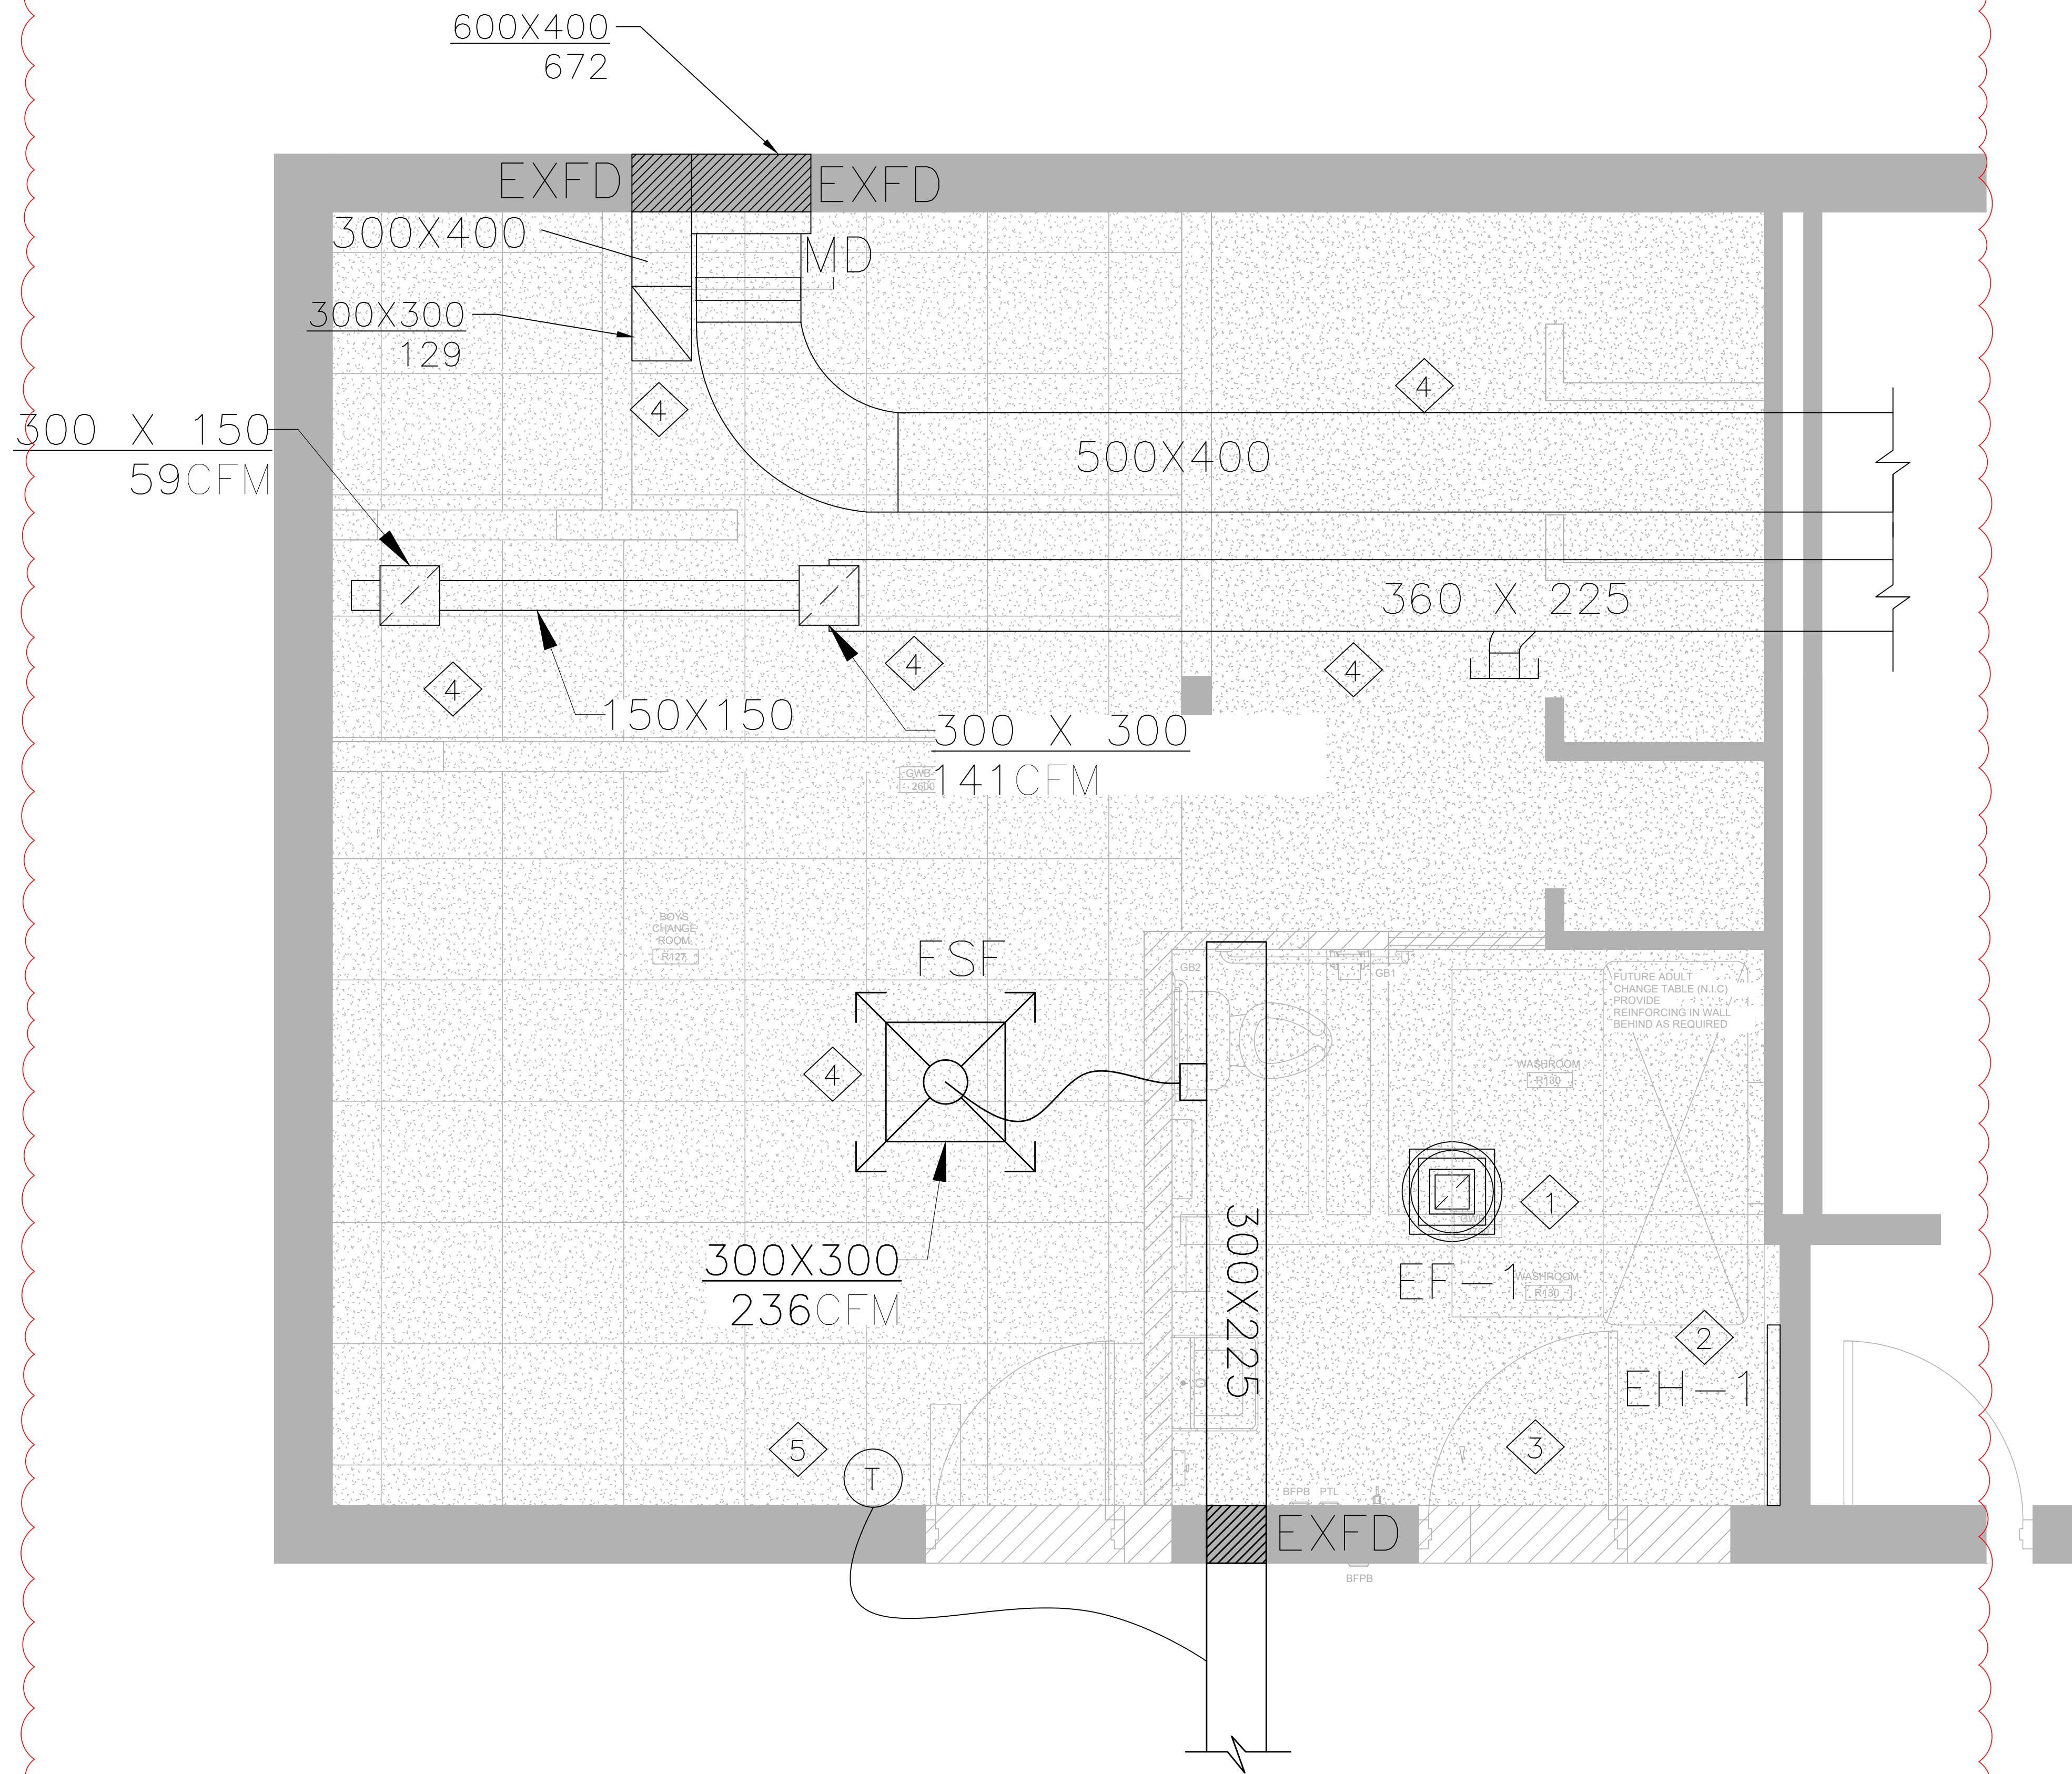 600X400
672
EXFD
EXFD
300X400
MD
300X300
129
4
4
300 X 150
59CFM
500X400
360 X 225
4
4
4
150X150
300 X 300
141CFM
GWB
2600
BOYS
CHANGE
ROOM
R127
FSF
GB2
GB1
FUTURE ADULT
CHANGE TABLE (N.I.C)
PROVIDE
REINFORCING IN WALL
BEHIND AS REQUIRED
4
WASHROOM
R130
1
300X300
236CFM
300X225
EF-1
WASHROOM
R130
2
EH-1
5
T
3
BFPB
PTL
EXFD
BFPB